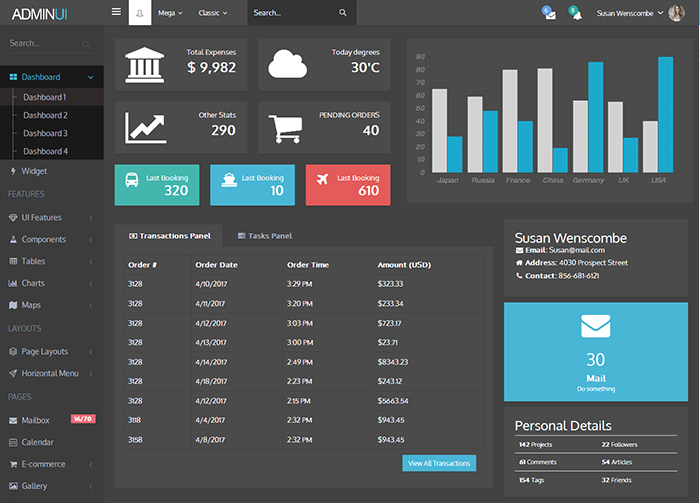 ADMINUI
Mega
Classic
Search...
6
8
Susan Wenscombe
Search...
Dashboard
Dashboard 1
Dashboard 2
Dashboard 3
Dashboard 4
Widget
FEATURES
UI Features
Components
Tables
Charts
Maps
LAYOUTS
Page Layouts
Horizontal Menu
PAGES
Mailbox 16/70
Calendar
E-commerce
Gallery
Total Expenses
$ 9,982
Today degrees
30'C
Other Stats
290
PENDING ORDERS
40
Last Booking
320
Last Booking
10
Last Booking
610
90
80
70
60
50
40
30
20
10
0
Japan Russia France China Germany UK USA
Transactions Panel
Tasks Panel
Order # Order Date Order Time Amount (USD)
3128 4/10/2017 3:29 PM $323.33
3128 4/11/2017 3:20 PM $233.34
3128 4/12/2017 3:03 PM $723.17
3128 4/13/2017 3:00 PM $23.71
3128 4/14/2017 2:49 PM $8343.23
3128 4/18/2017 2:23 PM $243.12
3128 4/12/2017 2:15 PM $5663.54
3118 4/4/2017 2:32 PM $943.45
3158 4/8/2017 2:32 PM $943.45
View All Transactions
Susan Wenscombe
Email: Susan@mail.com
Address: 4030 Prospect Street
Contact: 856-681-6121
30
Mail
Do something
Personal Details
142 Projects 22 Followers
61 Comments 54 Articles
154 Tags 32 Friends